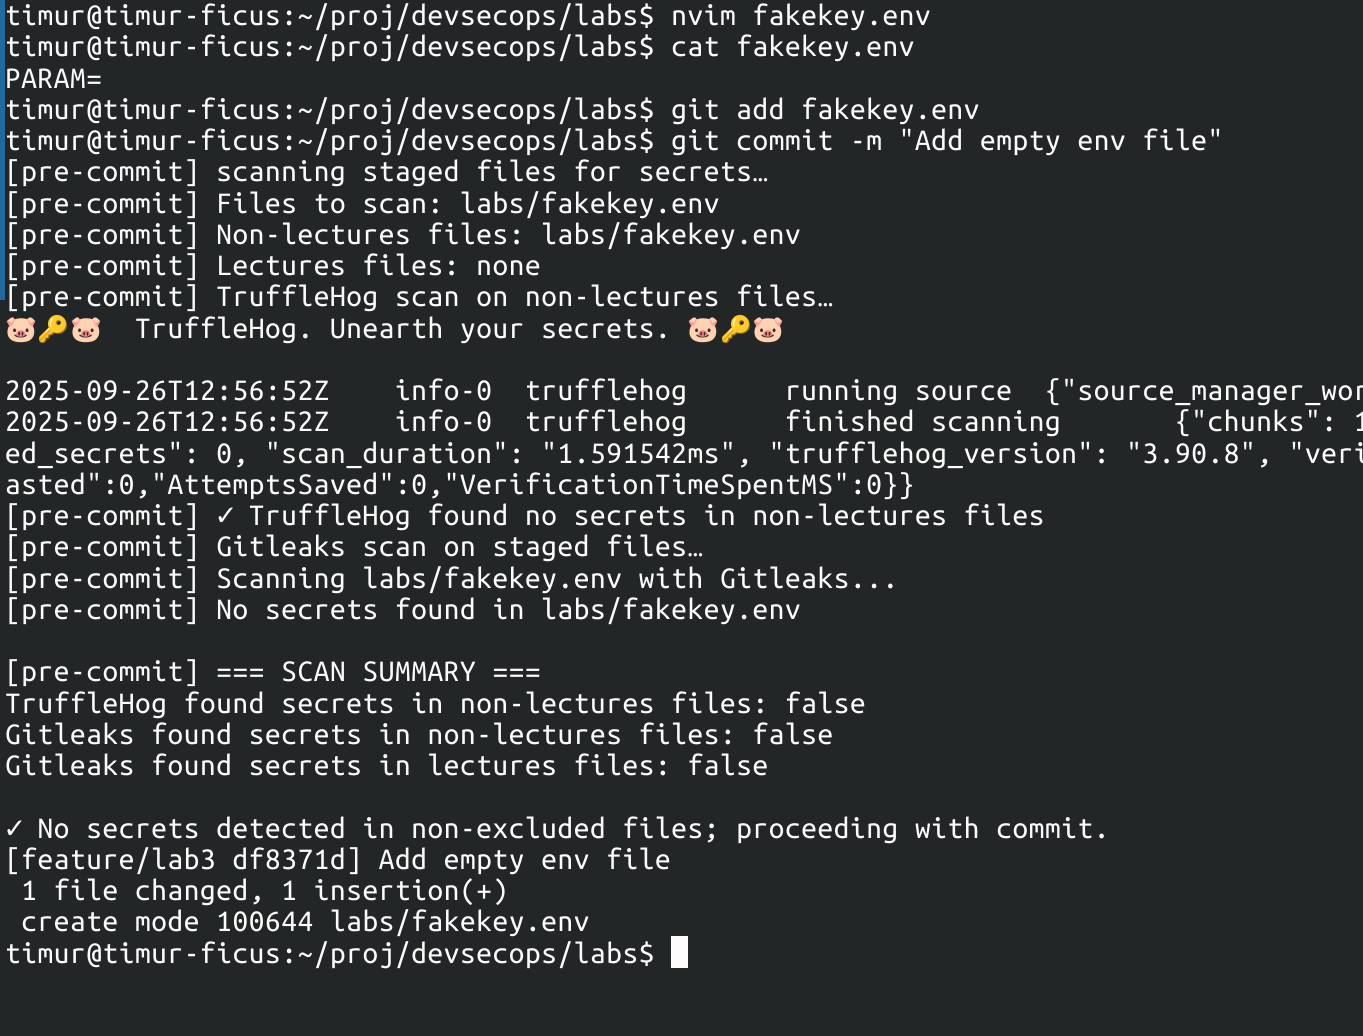 timur@timur-ficus:~/proj/devsecops/labs$ nvim fakekey.env
timur@timur-ficus:~/proj/devsecops/labs$ cat fakekey.env
PARAM=
timur@timur-ficus:~/proj/devsecops/labs$ git add fakekey.env
timur@timur-ficus:~/proj/devsecops/labs$ git commit -m "Add empty env file"
[pre-commit] scanning staged files for secrets…
[pre-commit] Files to scan: labs/fakekey.env
[pre-commit] Non-lectures files: labs/fakekey.env
[pre-commit] Lectures files: none
[pre-commit] TruffleHog scan on non-lectures files…
🐷🔑🐷  TruffleHog. Unearth your secrets. 🐷🔑🐷
2025-09-26T12:56:52Z    info-0  trufflehog      running source  {"source_manager_wor
2025-09-26T12:56:52Z    info-0  trufflehog      finished scanning       {"chunks": 1
ed_secrets": 0, "scan_duration": "1.591542ms", "trufflehog_version": "3.90.8", "veri
asted":0,"AttemptsSaved":0,"VerificationTimeSpentMS":0}}
[pre-commit] ✓ TruffleHog found no secrets in non-lectures files
[pre-commit] Gitleaks scan on staged files…
[pre-commit] Scanning labs/fakekey.env with Gitleaks...
[pre-commit] No secrets found in labs/fakekey.env
[pre-commit] === SCAN SUMMARY ===
TruffleHog found secrets in non-lectures files: false
Gitleaks found secrets in non-lectures files: false
Gitleaks found secrets in lectures files: false
✓ No secrets detected in non-excluded files; proceeding with commit.
[feature/lab3 df8371d] Add empty env file
 1 file changed, 1 insertion(+)
 create mode 100644 labs/fakekey.env
timur@timur-ficus:~/proj/devsecops/labs$